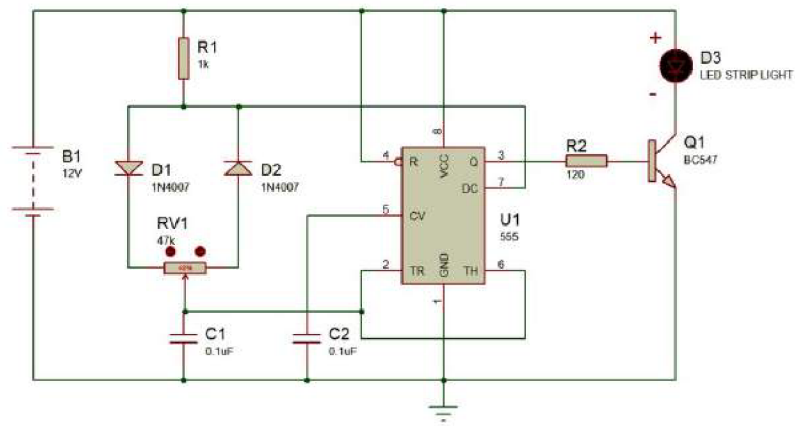 R1
1k
+
D3
LED STRIP LIGHT
-
B1
12V
D1
1N4007
D2
1N4007
RV1
47k
4
R
8
VCC
Q
3
DC
7
5
CV
U1
555
2
TR
GND
1
TH
6
R2
120
Q1
BC547
C1
0.1uF
C2
0.1uF